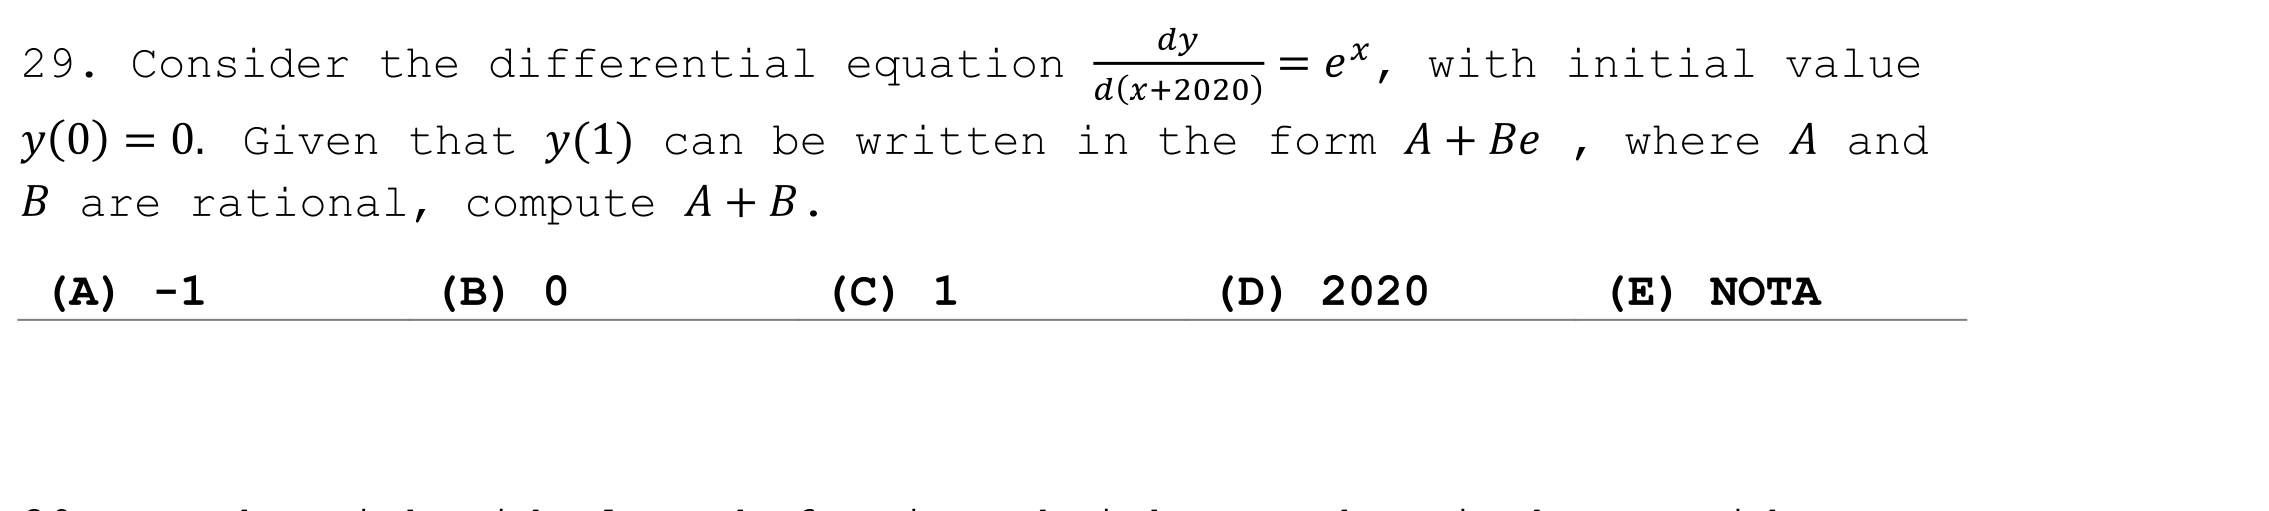 29. Consider the differential equation dy/d(x+2020) = eˣ, with initial value
y(0) = 0. Given that y(1) can be written in the form A + Be , where A and
B are rational, compute A + B.
(A) -1 (B) 0 (C) 1 (D) 2020 (E) NOTA